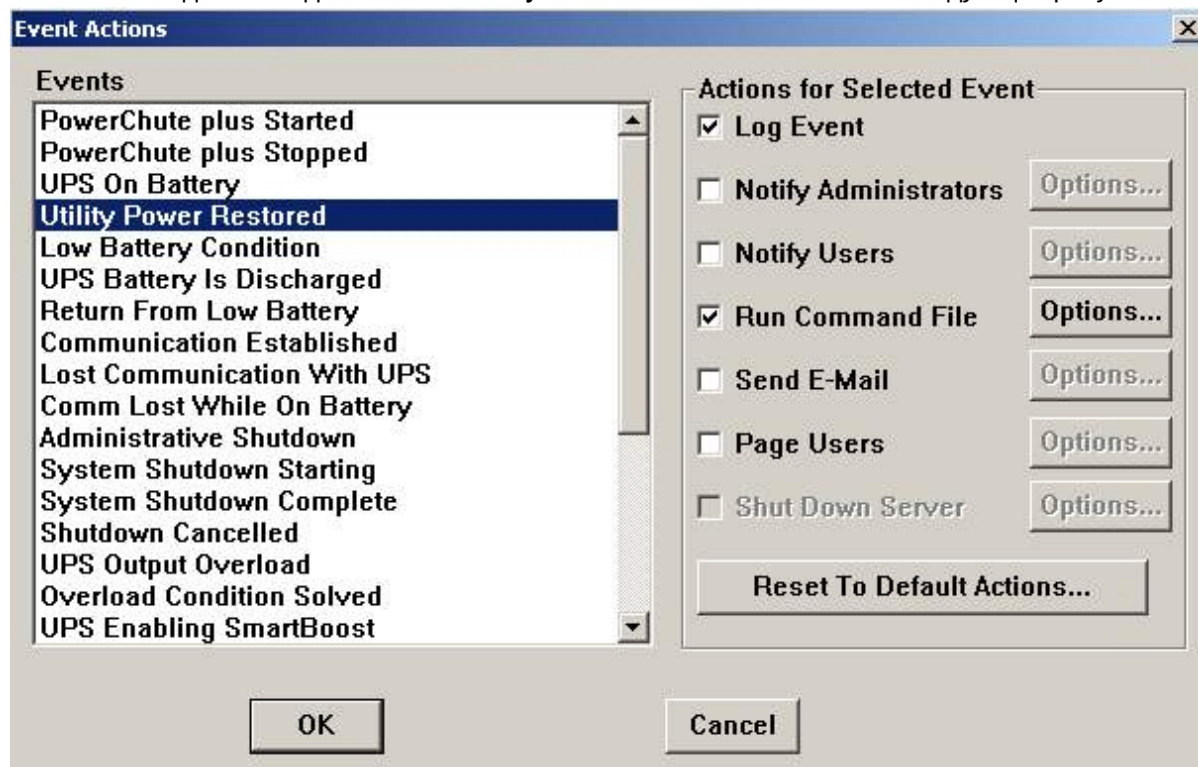 Event Actions
Events
PowerChute plus Started
PowerChute plus Stopped
UPS On Battery
Utility Power Restored
Low Battery Condition
UPS Battery Is Discharged
Return From Low Battery
Communication Established
Lost Communication With UPS
Comm Lost While On Battery
Administrative Shutdown
System Shutdown Starting
System Shutdown Complete
Shutdown Cancelled
UPS Output Overload
Overload Condition Solved
UPS Enabling SmartBoost
Actions for Selected Event
Log Event
Notify Administrators Options...
Notify Users Options...
Run Command File Options...
Send E-Mail Options...
Page Users Options...
Shut Down Server Options...
Reset To Default Actions...
OK Cancel